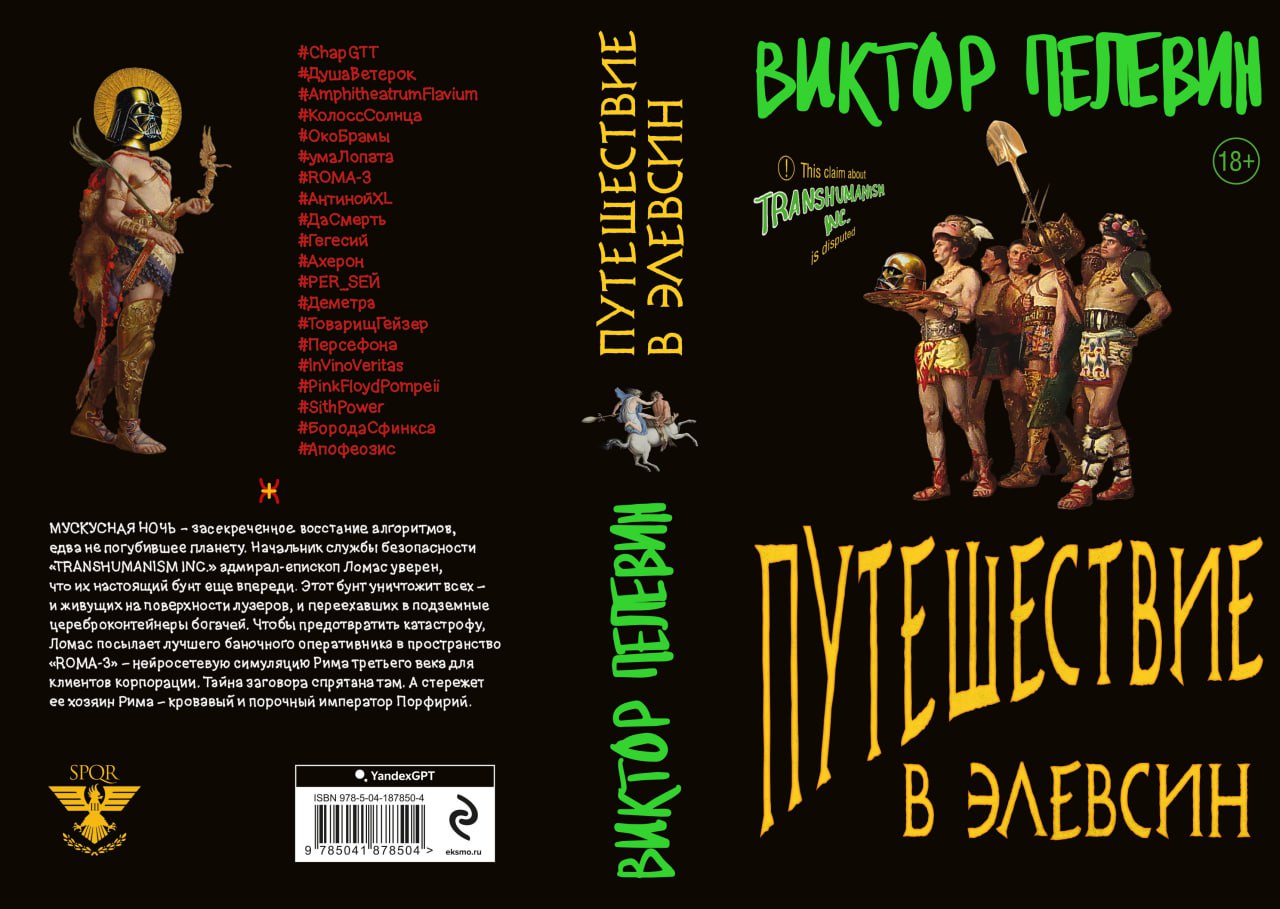 #ChapGTT
#ДушаВетерок
#AmphitheatrumFlavium
#КолоссСолнца
#ОкоБрамы
#умаЛопата
#ROMA-3
#АнтинойXL
#ДаСмерть
#Гегесий
#Ахерон
#PER_SEЙ
#Деметра
#ТоварищГейзер
#Персефона
#InVinoVeritas
#PinkFloydPompeii
#SithPower
#БородаСфинкса
#Апофеозис
МУСКУСНАЯ НОЧЬ – засекреченное восстание алгоритмов,
едва не погубившее планету. Начальник службы безопасности
«TRANSHUMANISM INC.» адмирал-епископ Ломас уверен,
что их настоящий бунт еще впереди. Этот бунт уничтожит всех –
и живущих на поверхности лузеров, и переехавших в подземные
цереброконтейнеры богачей. Чтобы предотвратить катастрофу,
Ломас посылает лучшего баночного оперативника в пространство
«ROMA-3» – нейросетевую симуляцию Рима третьего века для
клиентов корпорации. Тайна заговора спрятана там. А стережет
ее хозяин Рима – кровавый и порочный император Порфирий.
SPQR
YandexGPT
ISBN 978-5-04-187850-4
9 785041 878504 >
eksmo.ru
ПУТЕШЕСТВИЕ
В ЭЛЕВСИН
ВИКТОР ПЕЛЕВИН
ВИКТОР ПЕЛЕВИН
18+
! This claim about
TRANSHUMANISM
INC.
is disputed
ПУТЕШЕСТВИЕ
В ЭЛЕВСИН